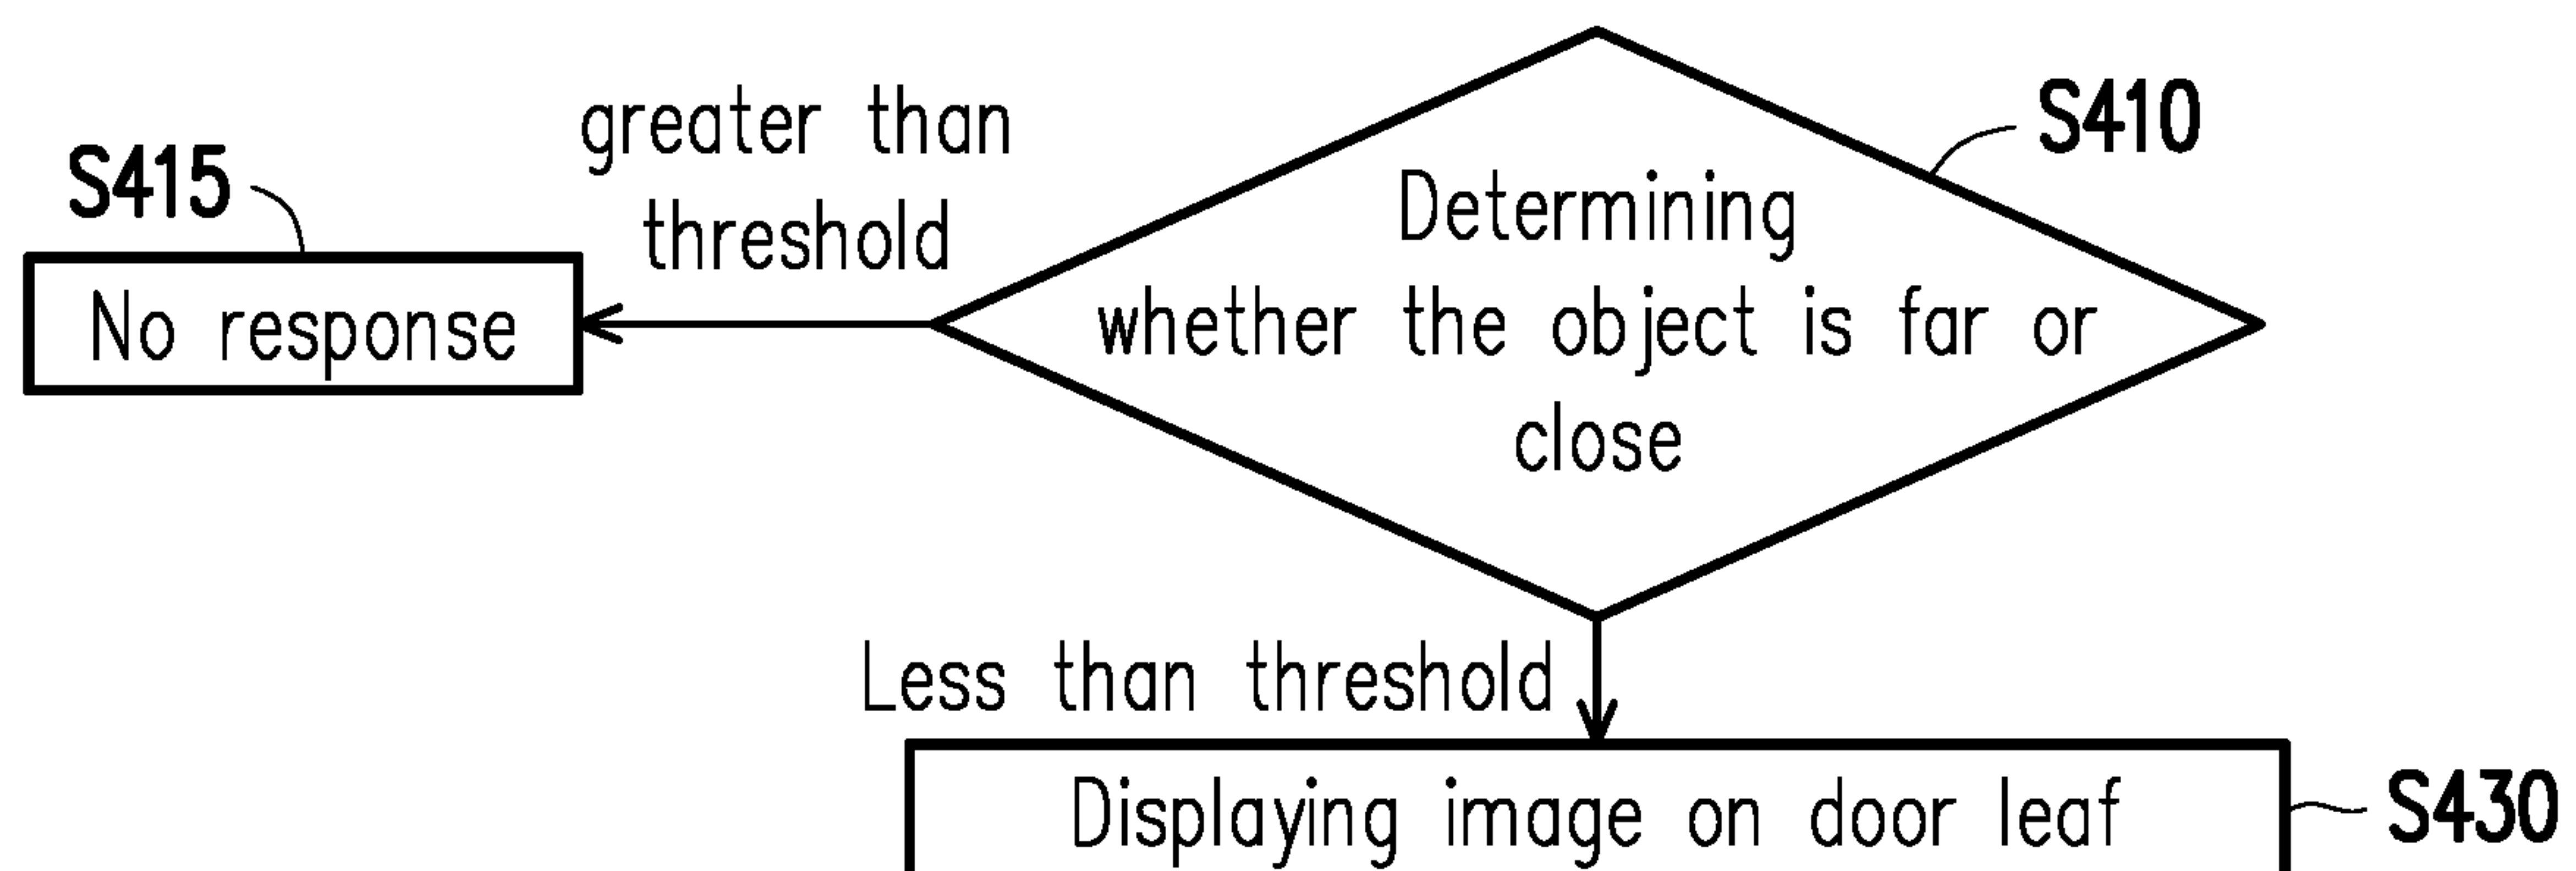 S410
Determining
whether the object is far or
close
greater than
threshold
S415
No response
Less than threshold
Displaying image on door leaf
S430